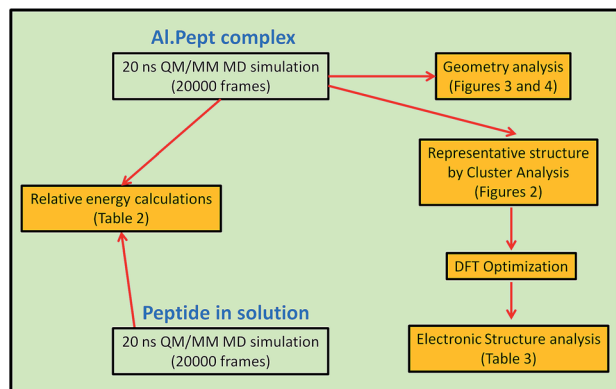 Al.Pept complex
20 ns QM/MM MD simulation
(20000 frames)
Geometry analysis
(Figures 3 and 4)
Representative structure
by Cluster Analysis
(Figures 2)
Relative energy calculations
(Table 2)
DFT Optimization
Peptide in solution
20 ns QM/MM MD simulation
(20000 frames)
Electronic Structure analysis
(Table 3)